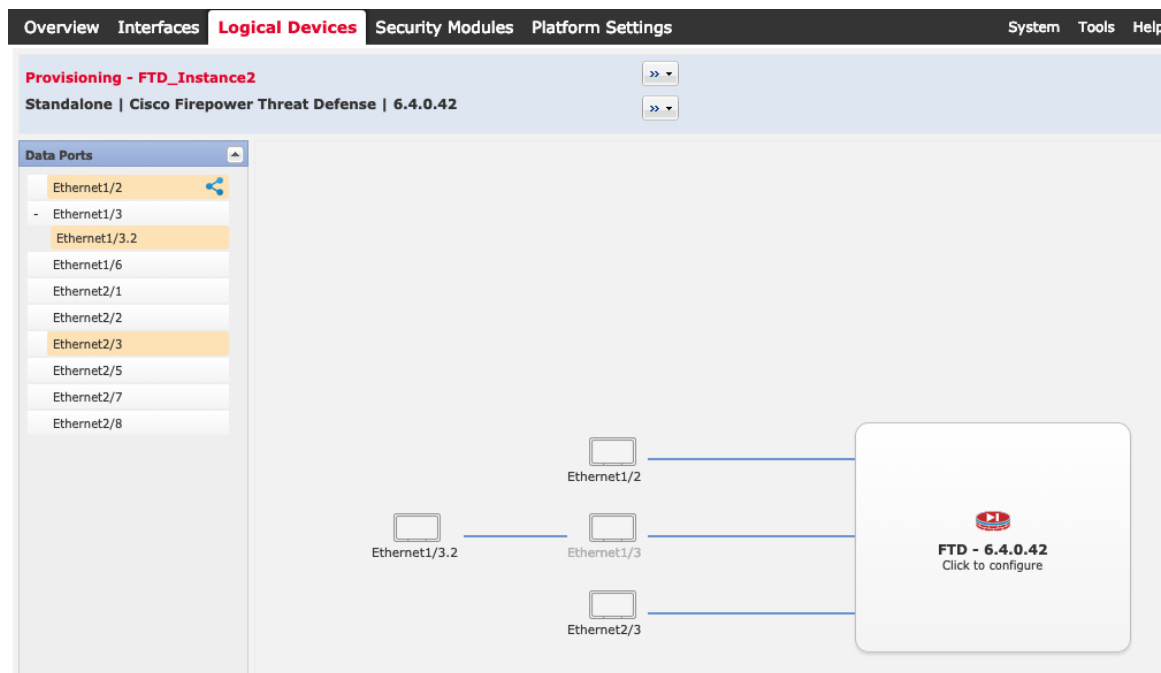 Overview Interfaces Logical Devices Security Modules Platform Settings System Tools Help
Provisioning - FTD_Instance2
Standalone | Cisco Firepower Threat Defense | 6.4.0.42
Data Ports
Ethernet1/2
- Ethernet1/3
Ethernet1/3.2
Ethernet1/6
Ethernet2/1
Ethernet2/2
Ethernet2/3
Ethernet2/5
Ethernet2/7
Ethernet2/8
Ethernet1/2
Ethernet1/3.2 Ethernet1/3
Ethernet2/3
FTD - 6.4.0.42
Click to configure